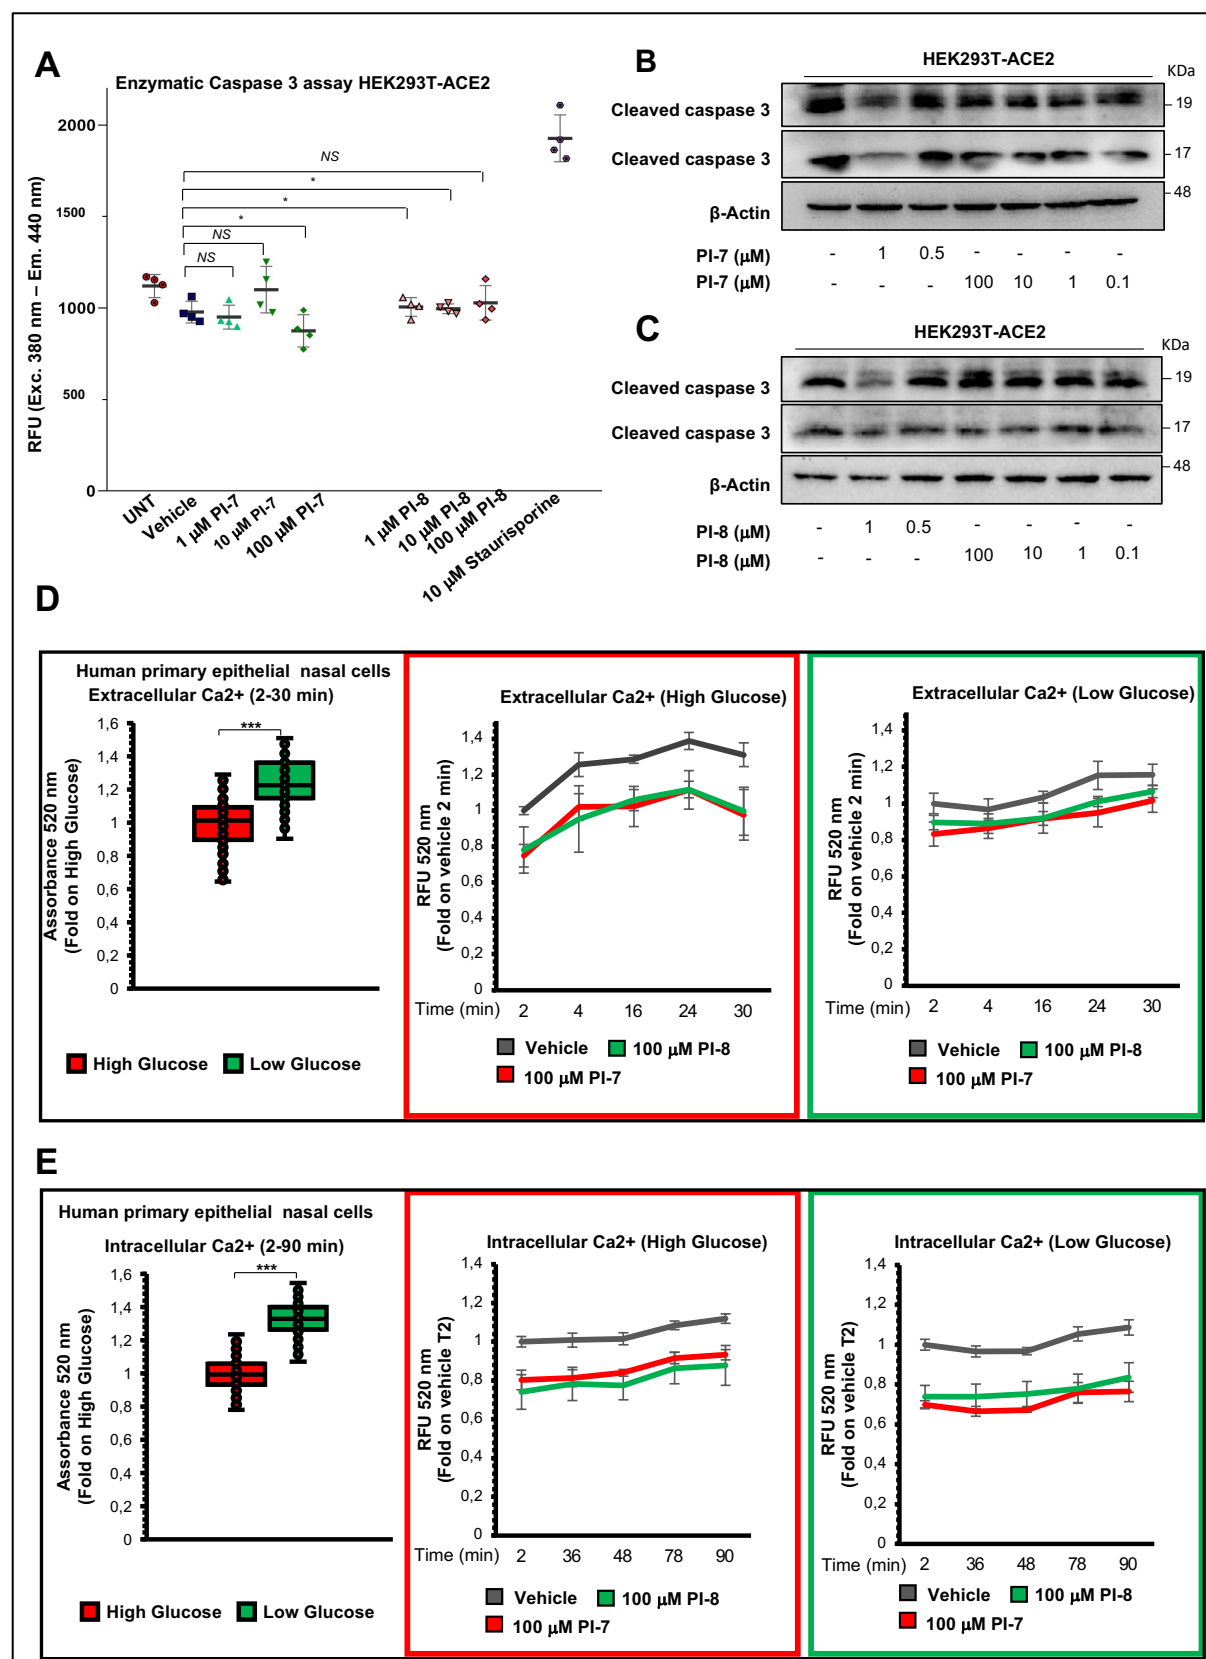 A
Enzymatic Caspase 3 assay HEK293T-ACE2
RFU (Exc. 380 nm – Em. 440 nm)
2000
1500
1000
500
0
NS
*
*
*
NS
NS
UNT
Vehicle
1 µM PI-7
10 µM PI-7
100 µM PI-7
1 µM PI-8
10 µM PI-8
100 µM PI-8
10 µM Staurisporine
B
HEK293T-ACE2
KDa
Cleaved caspase 3
19
Cleaved caspase 3
17
48
β-Actin
PI-7 (µM) - 1 0.5 - - - -
PI-7 (µM) - - - 100 10 1 0.1
C
HEK293T-ACE2
KDa
Cleaved caspase 3
19
Cleaved caspase 3
17
48
β-Actin
PI-8 (µM) - 1 0.5 - - - -
PI-8 (µM) - - - 100 10 1 0.1
D
Human primary epithelial nasal cells
Extracellular Ca2+ (2-30 min)
Assorbance 520 nm
(Fold on High Glucose)
1,6
1,4
1,2
1
0,8
0,6
0,4
0,2
0
***
High Glucose Low Glucose
Extracellular Ca2+ (High Glucose)
RFU 520 nm
(Fold on vehicle 2 min)
1,4
1,2
1
0,8
0,6
0,4
0,2
0
Time (min) 2 4 16 24 30
Vehicle 100 µM PI-8
100 µM PI-7
Extracellular Ca2+ (Low Glucose)
RFU 520 nm
(Fold on vehicle 2 min)
1,4
1,2
1
0,8
0,6
0,4
0,2
0
Time (min) 2 4 16 24 30
Vehicle 100 µM PI-8
100 µM PI-7
E
Human primary epithelial nasal cells
Intracellular Ca2+ (2-90 min)
Assorbance 520 nm
(Fold on High Glucose)
1,6
1,4
1,2
1
0,8
0,6
0,4
0,2
0
***
High Glucose Low Glucose
Intracellular Ca2+ (High Glucose)
RFU 520 nm
(Fold on vehicle T2)
1,4
1,2
1
0,8
0,6
0,4
0,2
0
Time (min) 2 36 48 78 90
Vehicle 100 µM PI-8
100 µM PI-7
Intracellular Ca2+ (Low Glucose)
RFU 520 nm
(Fold on vehicle T2)
1,4
1,2
1
0,8
0,6
0,4
0,2
0
Time (min) 2 36 48 78 90
Vehicle 100 µM PI-8
100 µM PI-7